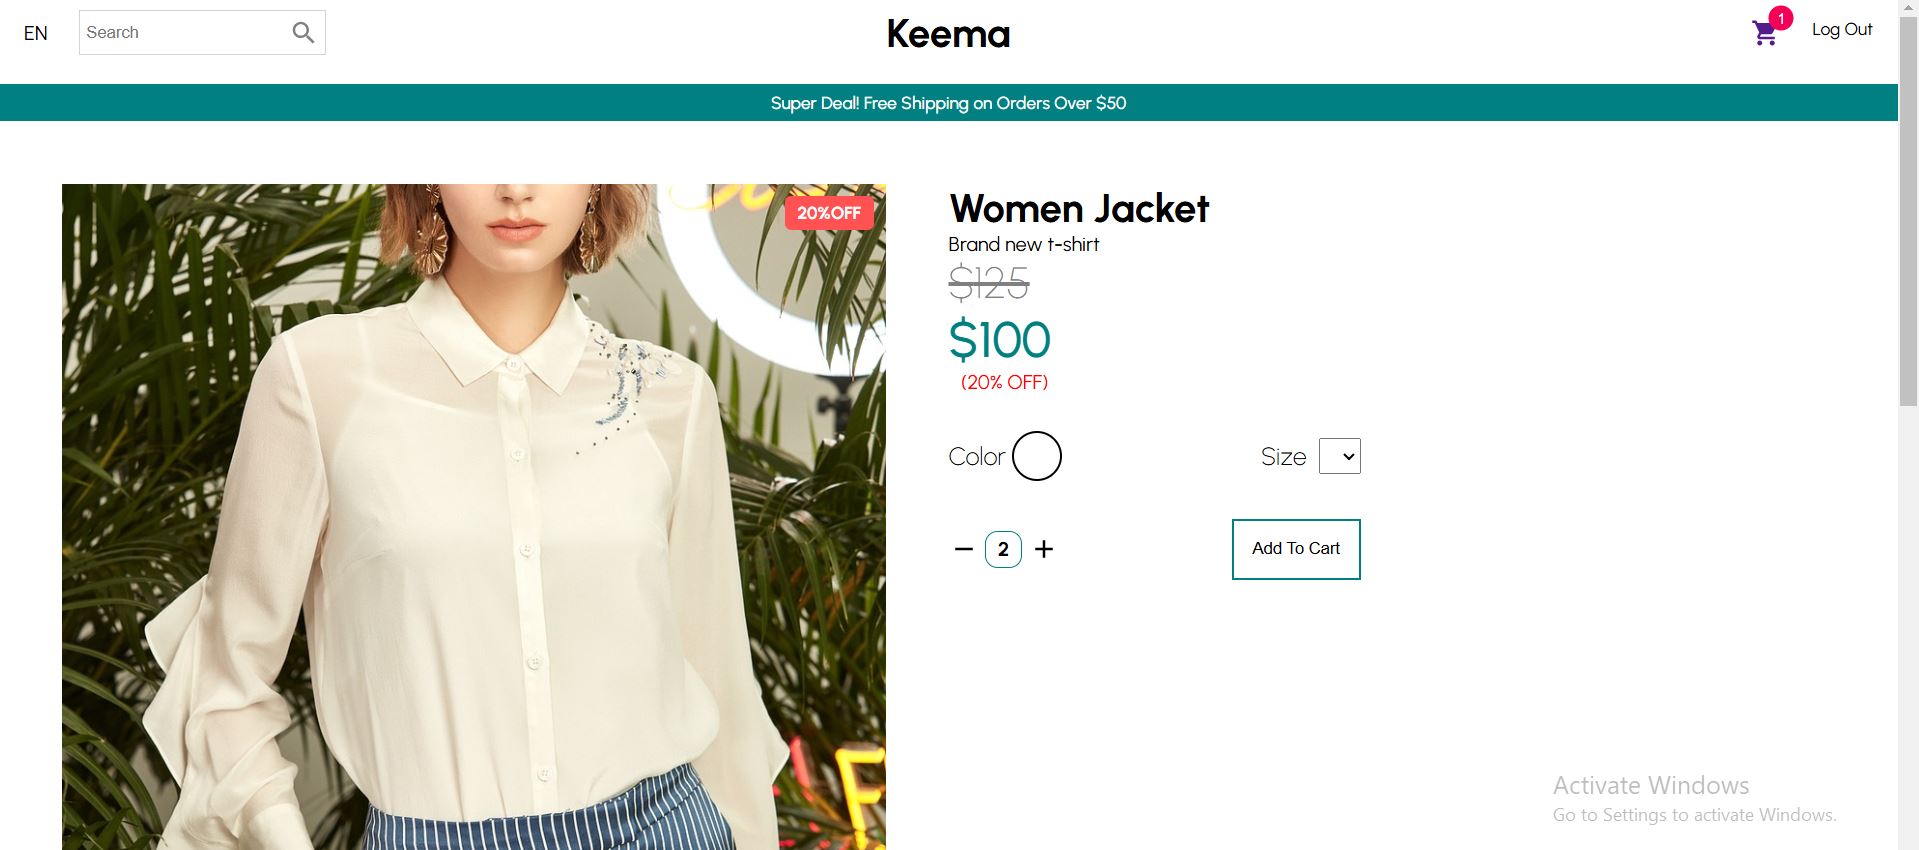 EN
Search
Keema
1
Log Out
Super Deal! Free Shipping on Orders Over $50
20%OFF
Women Jacket
Brand new t-shirt
$125
$100
(20% OFF)
Color
Size
2
Add To Cart
Activate Windows
Go to Settings to activate Windows.